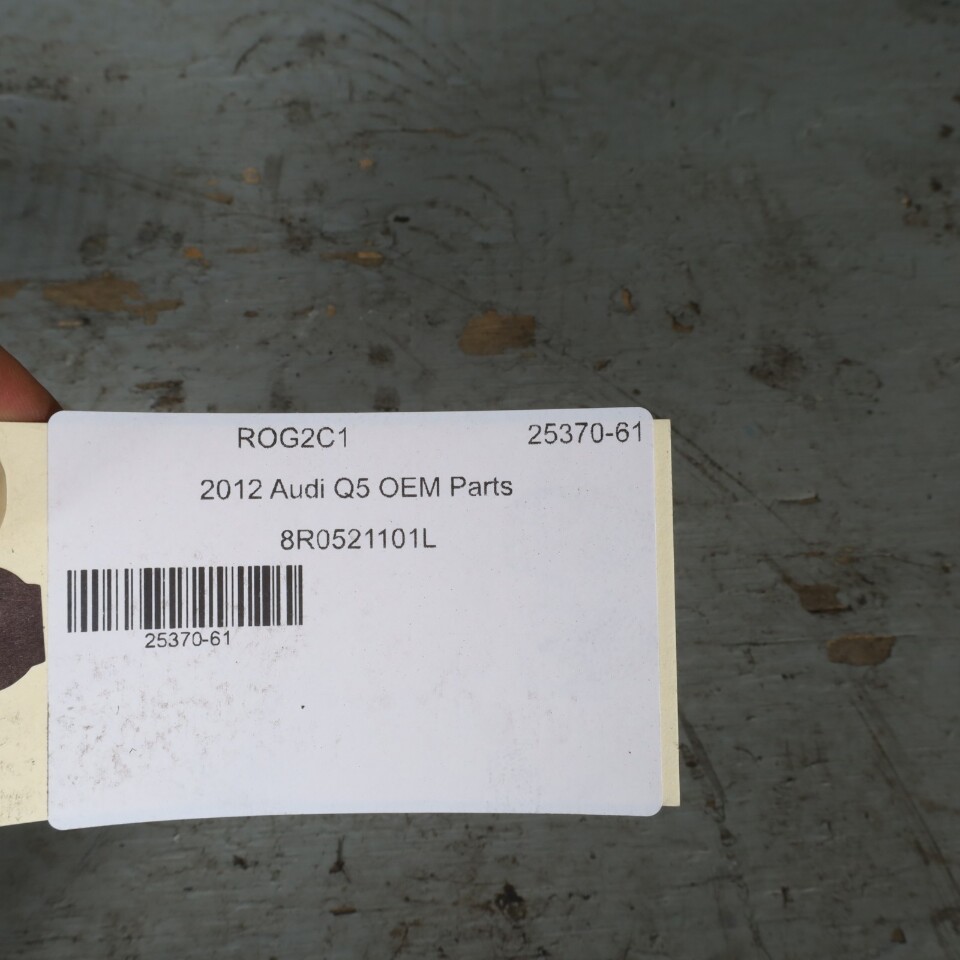 ROG2C1 25370-61
2012 Audi Q5 OEM Parts
8R0521101L
25370-61